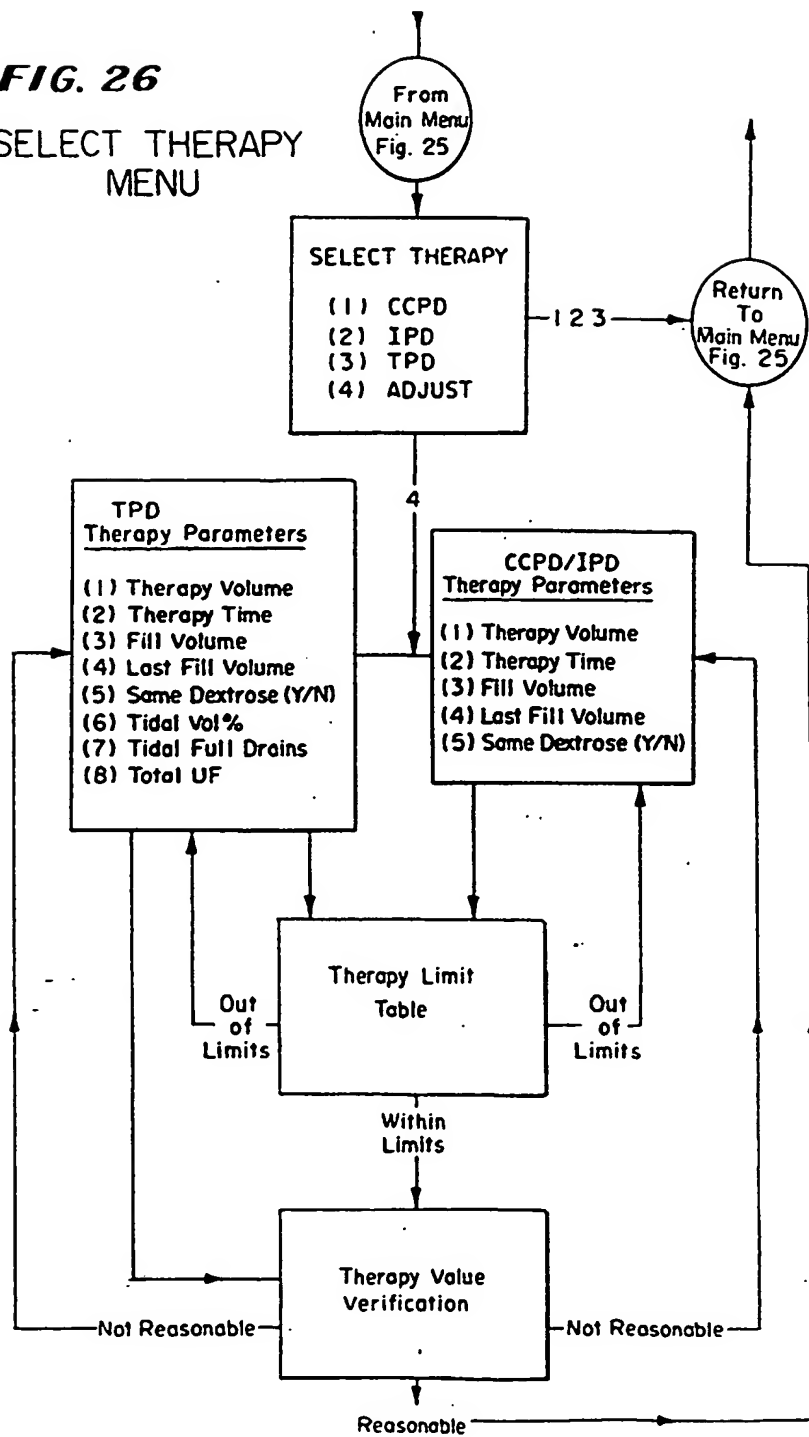 FIG. 26
SELECT THERAPY
MENU
From
Main Menu
Fig. 25
SELECT THERAPY
(1) CCPD
(2) IPD
(3) TPD
(4) ADJUST
1 2 3
Return
To
Main Menu
Fig. 25
4
TPD
Therapy Parameters
(1) Therapy Volume
(2) Therapy Time
(3) Fill Volume
(4) Last Fill Volume
(5) Same Dextrose (Y/N)
(6) Tidal Vol%
(7) Tidal Full Drains
(8) Total UF
CCPD/IPD
Therapy Parameters
(1) Therapy Volume
(2) Therapy Time
(3) Fill Volume
(4) Last Fill Volume
(5) Same Dextrose (Y/N)
Therapy Limit
Table
Out
of
Limits
Out
of
Limits
Within
Limits
Therapy Value
Verification
Not Reasonable
Not Reasonable
Reasonable